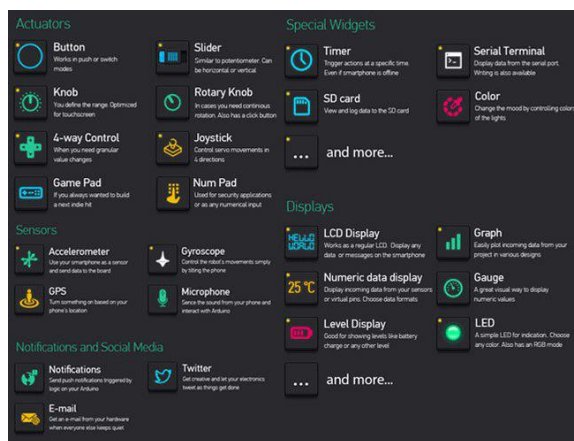 Actuators
Button
Works in push or switch
modes
Slider
Similar to potentiometer. Can
be horizontal or vertical
Knob
You define the range. Optimized
for touchscreen
Rotary Knob
In cases you need continous
rotation. Also has a click button
4-way Control
When you need granular
value changes
Joystick
Control servo movements in
4 directions
Game Pad
If you always wanted to build
a next indie hit
Num Pad
Used for security applications
or as any numerical input
Sensors
Accelerometer
Use your smartphone as a sensor
and send data to the board
Gyroscope
Control the robot's movements simply
by tilting the phone
GPS
Turn something on based on your
phone's location
Microphone
Sence the sound from your phone and
interact with Arduino
Notifications and Social Media
Notifications
Send push notifications triggered by
logic on your Arduino
Twitter
Get creative and let your electronics
tweet as things get done
E-mail
Get an e-mail from your hardware
when everyone else keeps quiet
Special Widgets
Timer
Trigger actions at a specific time.
Even if smartphone is offline
Serial Terminal
Display data from the serial port.
Writing is also available
SD card
View and log data to the SD card
Color
Change the mood by controlling color
of the lights
... and more...
Displays
HELLO
WORLD
LCD Display
Works as a regular LCD. Display any
data or messages on the smartphone
Graph
Easily plot incoming data from your
project in various designs
25 °C
Numeric data display
Display incoming data from your sensors
or virtual pins. Choose data formats
Gauge
A great visual way to display
numeric values
Level Display
Good for showing levels like battery
charge or any other level
LED
A simple LED for indication. Choose
any color. Also has an RGB mode
... and more...